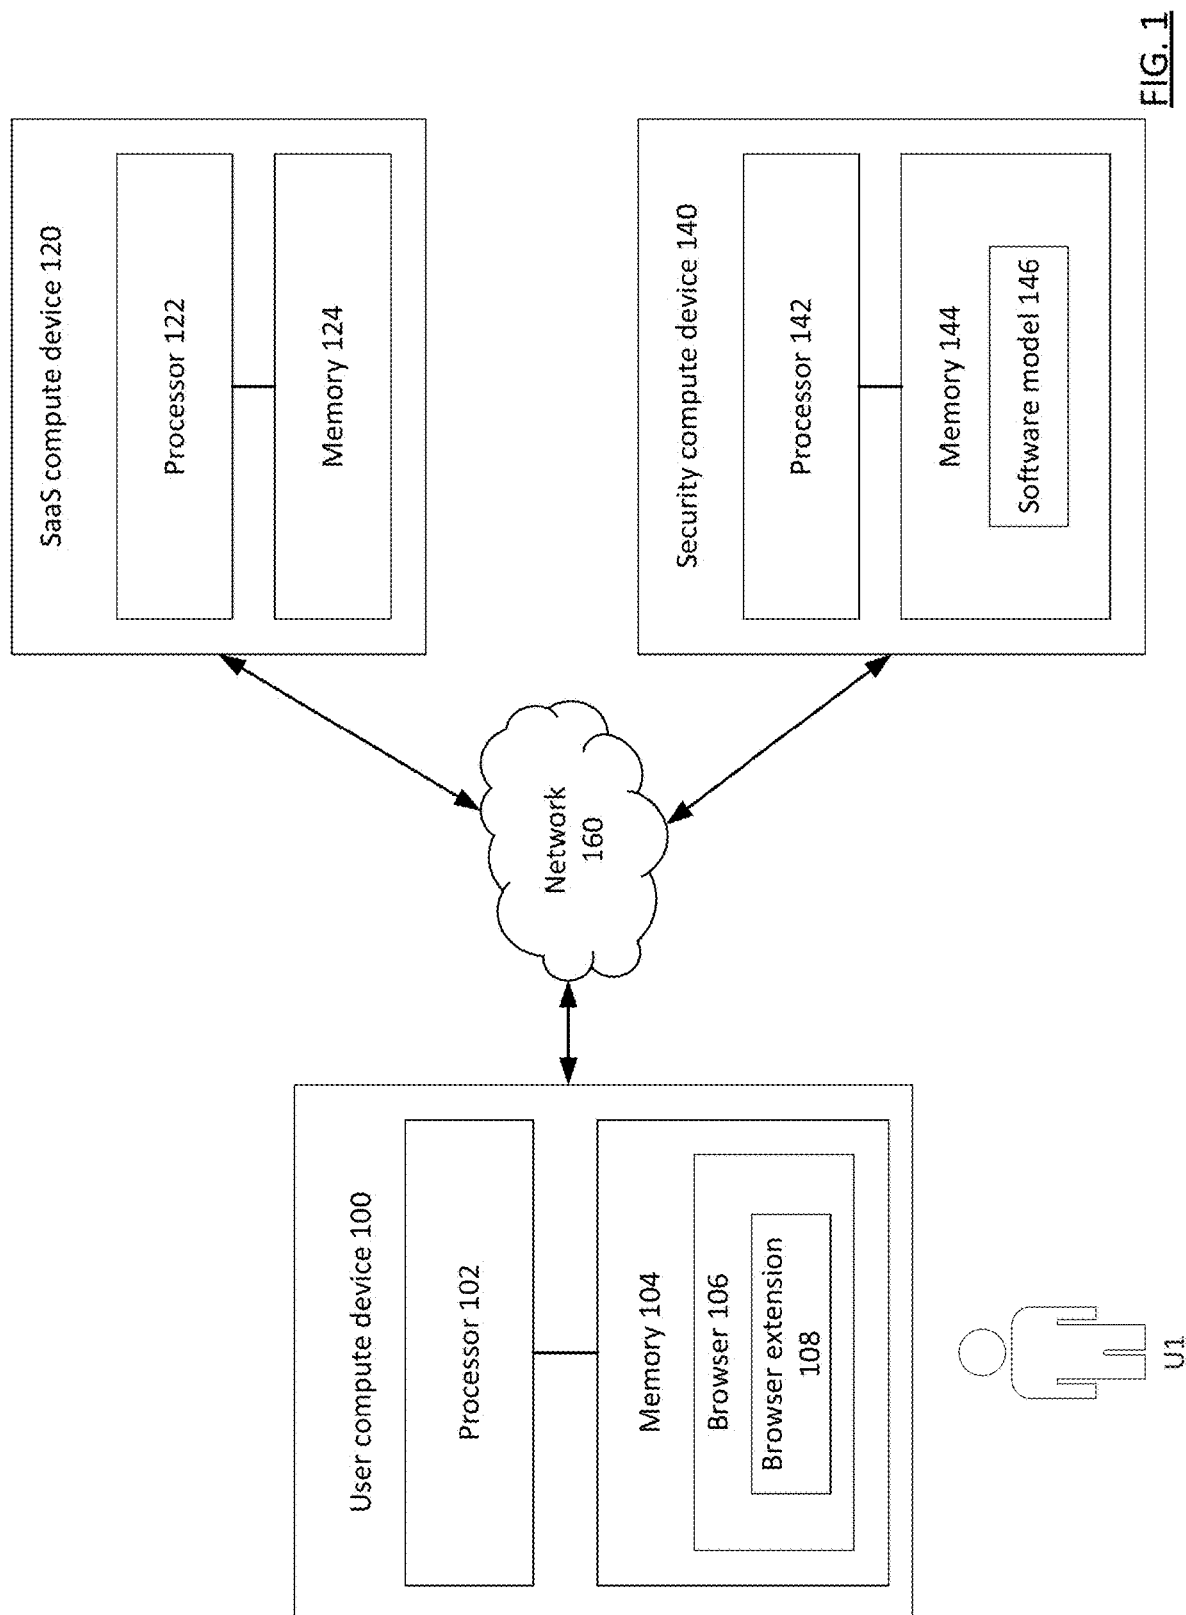 User compute device 100
Processor 102
Memory 104
Browser 106
Browser extension
108
U1
Network
160
SaaS compute device 120
Processor 122
Memory 124
Security compute device 140
Processor 142
Memory 144
Software model 146
FIG. 1